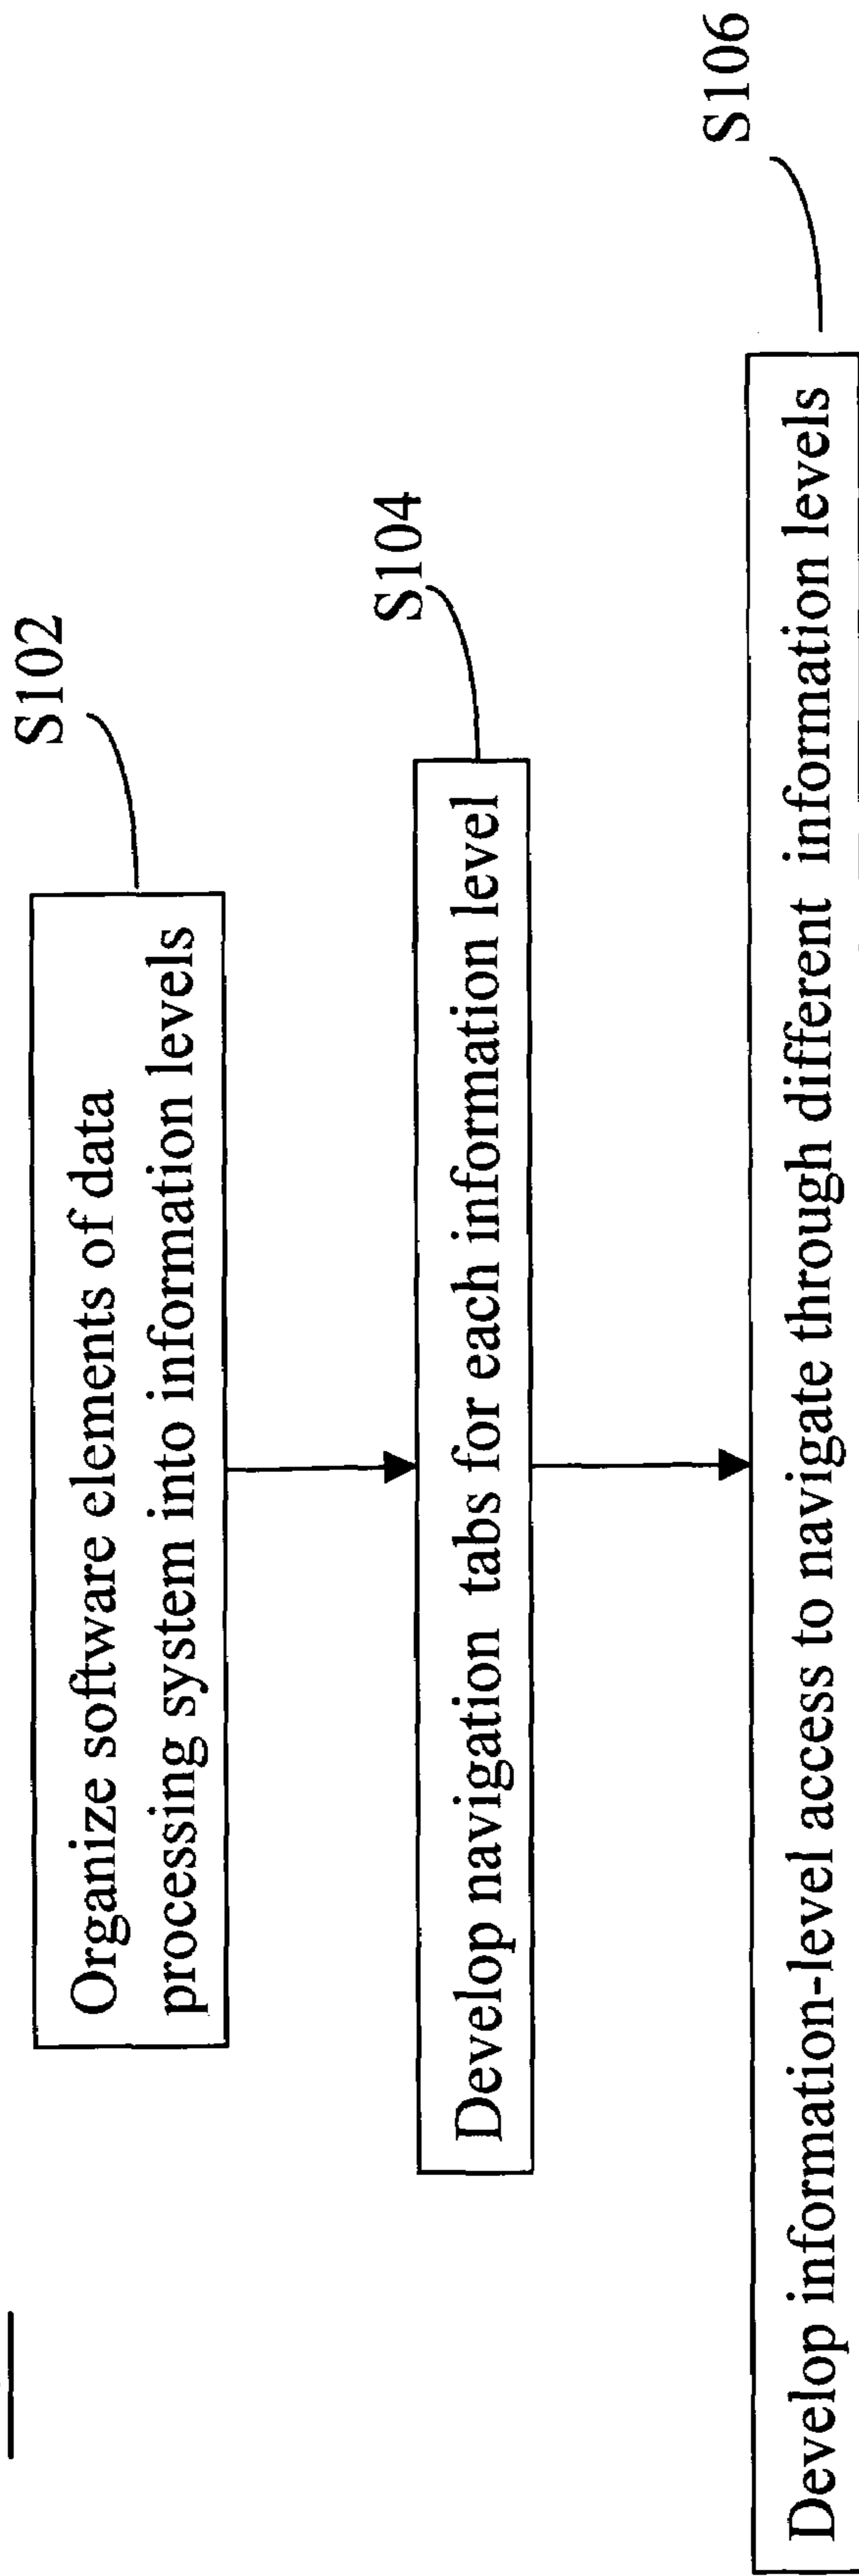 S102
Organize software elements of data
processing system into information levels
S104
Develop navigation tabs for each information level
S106
Develop information-level access to navigate through different information levels